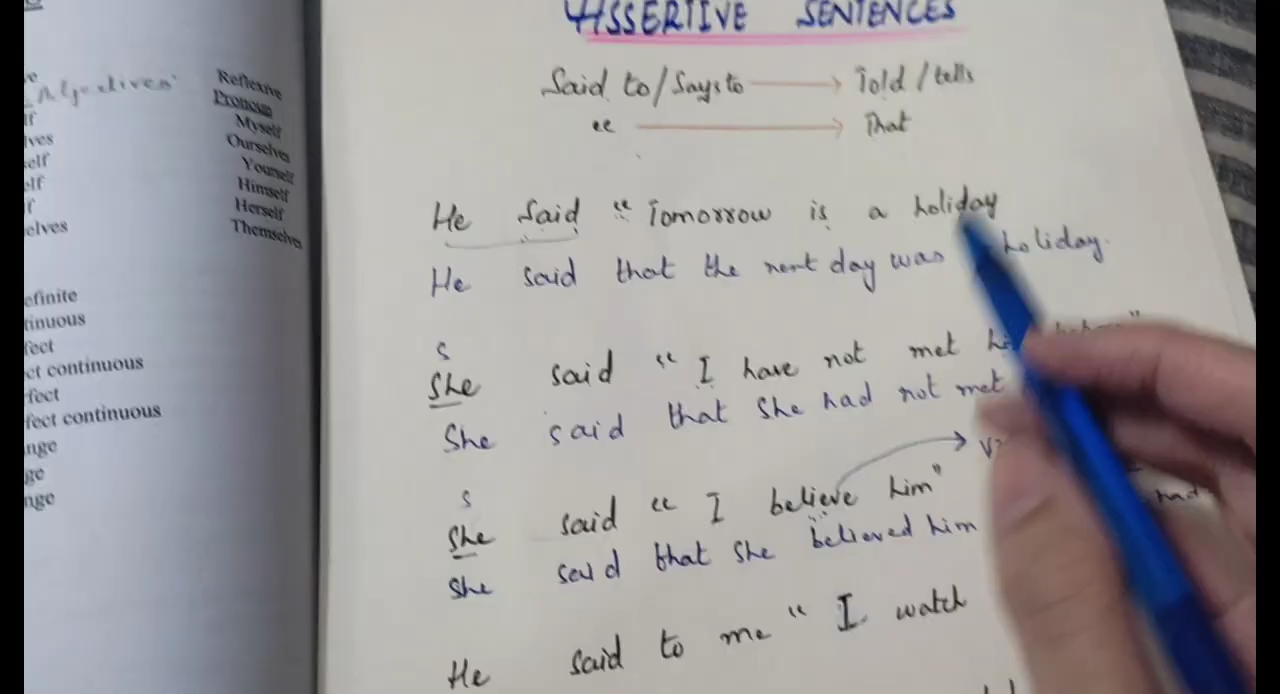 Reflexive
Pronoun
Myself
Ourselves
Yourself
Himself
Herself
Themselves
ASSERTIVE SENTENCES
Said to/Says to → Told/tells
“ → That
He Said “Tomorrow is a holiday
He said that the next day was holiday.
S
She said “ I have not met
She said that she had not met
S
She said “ I believe him”
She said that she believed him
He said to me “ I watch
had